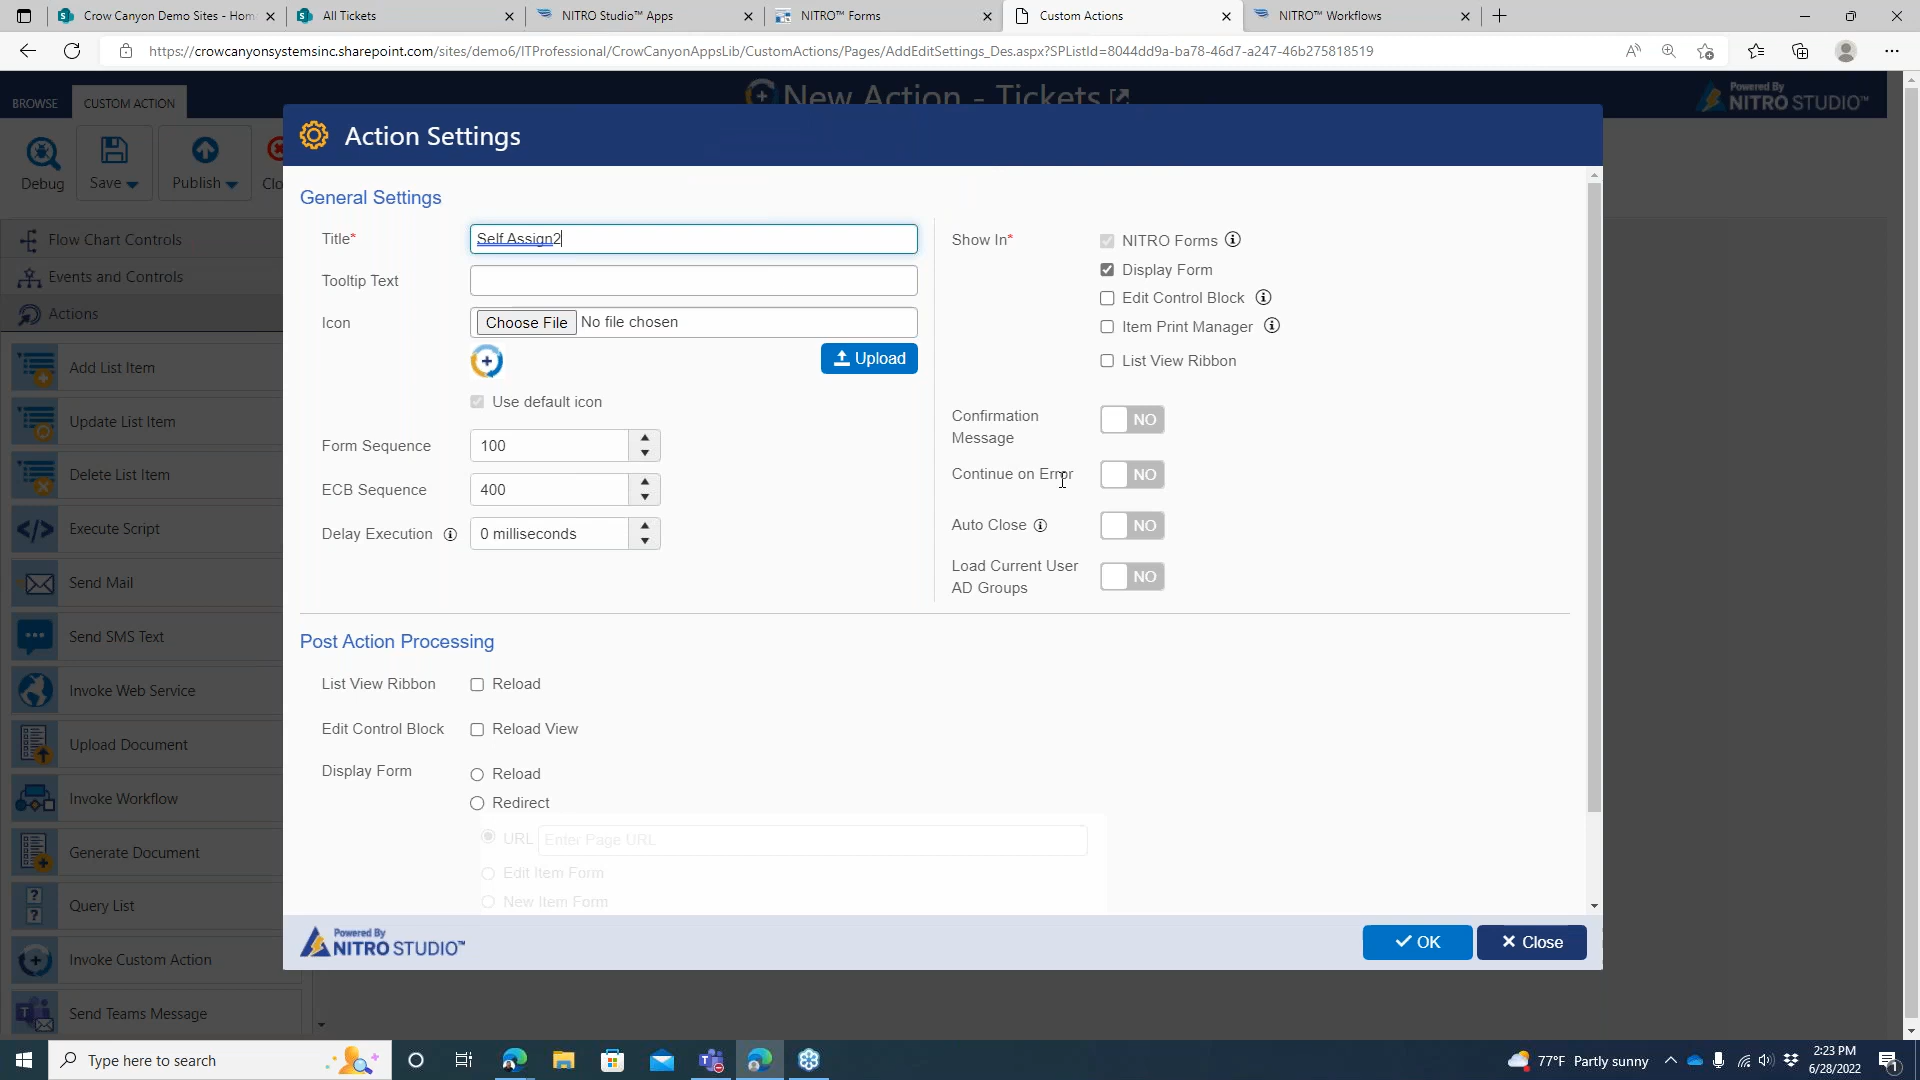 Crow Canyon Demo Sites - Hom
All Tickets
NITRO Studio™ Apps
NITRO™ Forms
Custom Actions
NITRO™ Workflows
https://crowcanyonsystemsinc.sharepoint.com/sites/demo6/ITProfessional/CrowCanyonAppsLib/CustomActions/Pages/AddEditSettings_Des.aspx?SPListId=8044dd9a-ba78-46d7-a247-46b275818519
BROWSE
CUSTOM ACTION
New Action - Tickets
Powered By
NITRO STUDIO™
Debug
Save
Publish
Clo
Flow Chart Controls
Events and Controls
Actions
Add List Item
Update List Item
Delete List Item
Execute Script
Send Mail
Send SMS Text
Invoke Web Service
Upload Document
Invoke Workflow
Generate Document
Query List
Invoke Custom Action
Send Teams Message
Action Settings
General Settings
Title*
Self Assign2
Tooltip Text
Icon
Choose File No file chosen
Upload
Use default icon
Form Sequence
100
ECB Sequence
400
Delay Execution
0 milliseconds
Show In*
NITRO Forms
Display Form
Edit Control Block
Item Print Manager
List View Ribbon
Confirmation
Message
NO
Continue on Error
NO
Auto Close
NO
Load Current User
AD Groups
NO
Post Action Processing
List View Ribbon
Reload
Edit Control Block
Reload View
Display Form
Reload
Redirect
URL
Enter Page URL
Edit Item Form
New Item Form
Powered By
NITRO STUDIO™
OK
Close
Type here to search
77°F Partly sunny
2:23 PM
6/28/2022
1